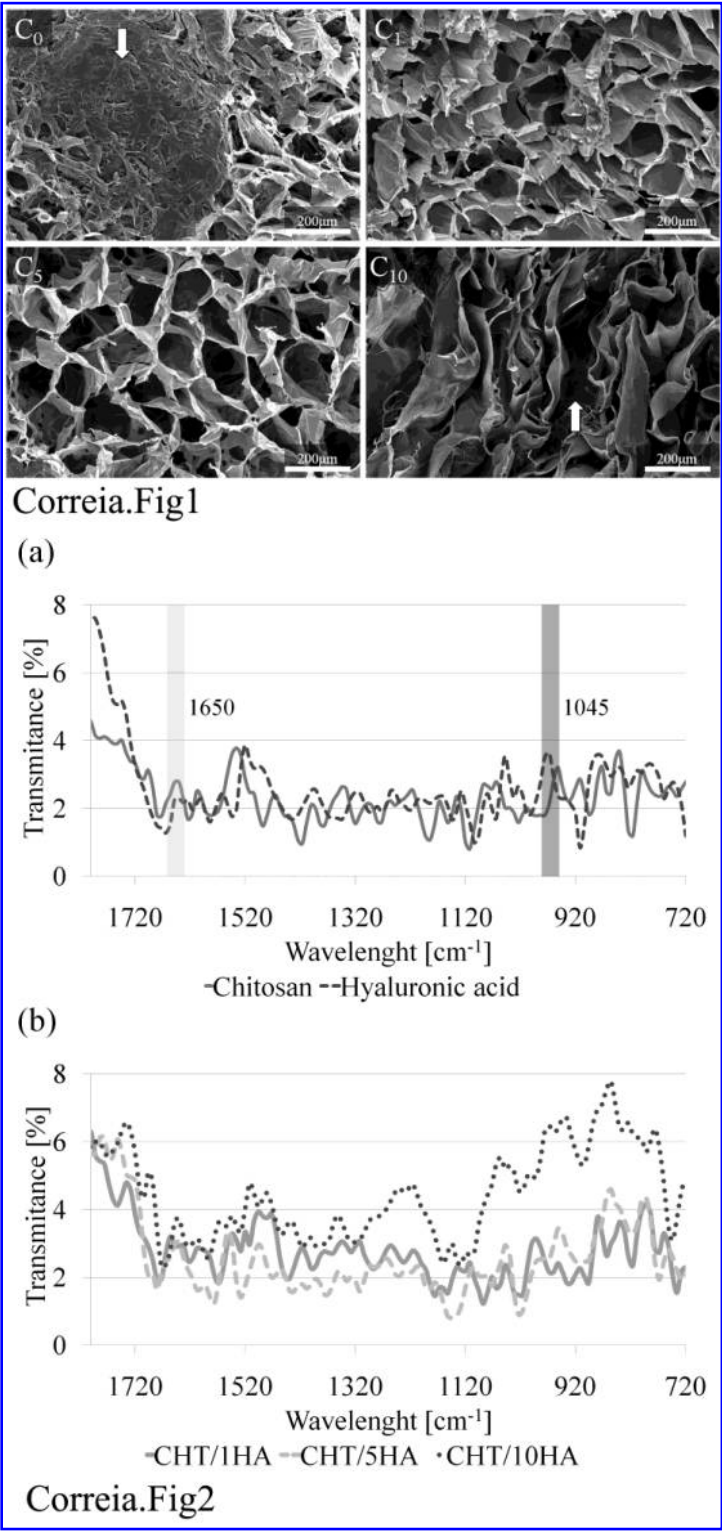 C0 C1
200μm 200μm
C5 C10
200μm 200μm
Correia.Fig1
(a)
8
6
4
2
0
Transmitance [%]
1650 1045
1720 1520 1320 1120 920 720
Wavelenght [cm-1]
Chitosan Hyaluronic acid
(b)
8
6
4
2
0
Transmitance [%]
1720 1520 1320 1120 920 720
Wavelenght [cm-1]
CHT/1HA CHT/5HA CHT/10HA
Correia.Fig2